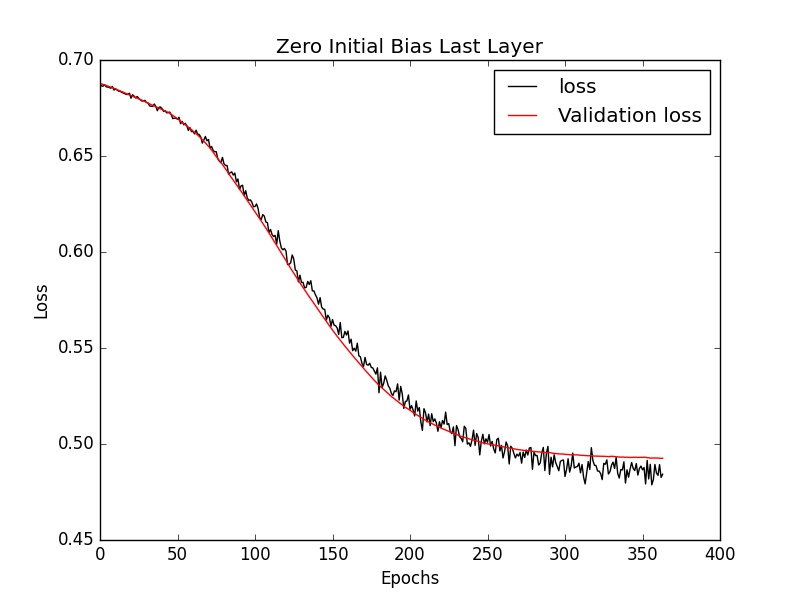 Zero Initial Bias Last Layer
loss
Validation loss
0.70
0.65
0.60
0.55
0.50
0.45
Loss
0 50 100 150 200 250 300 350 400
Epochs